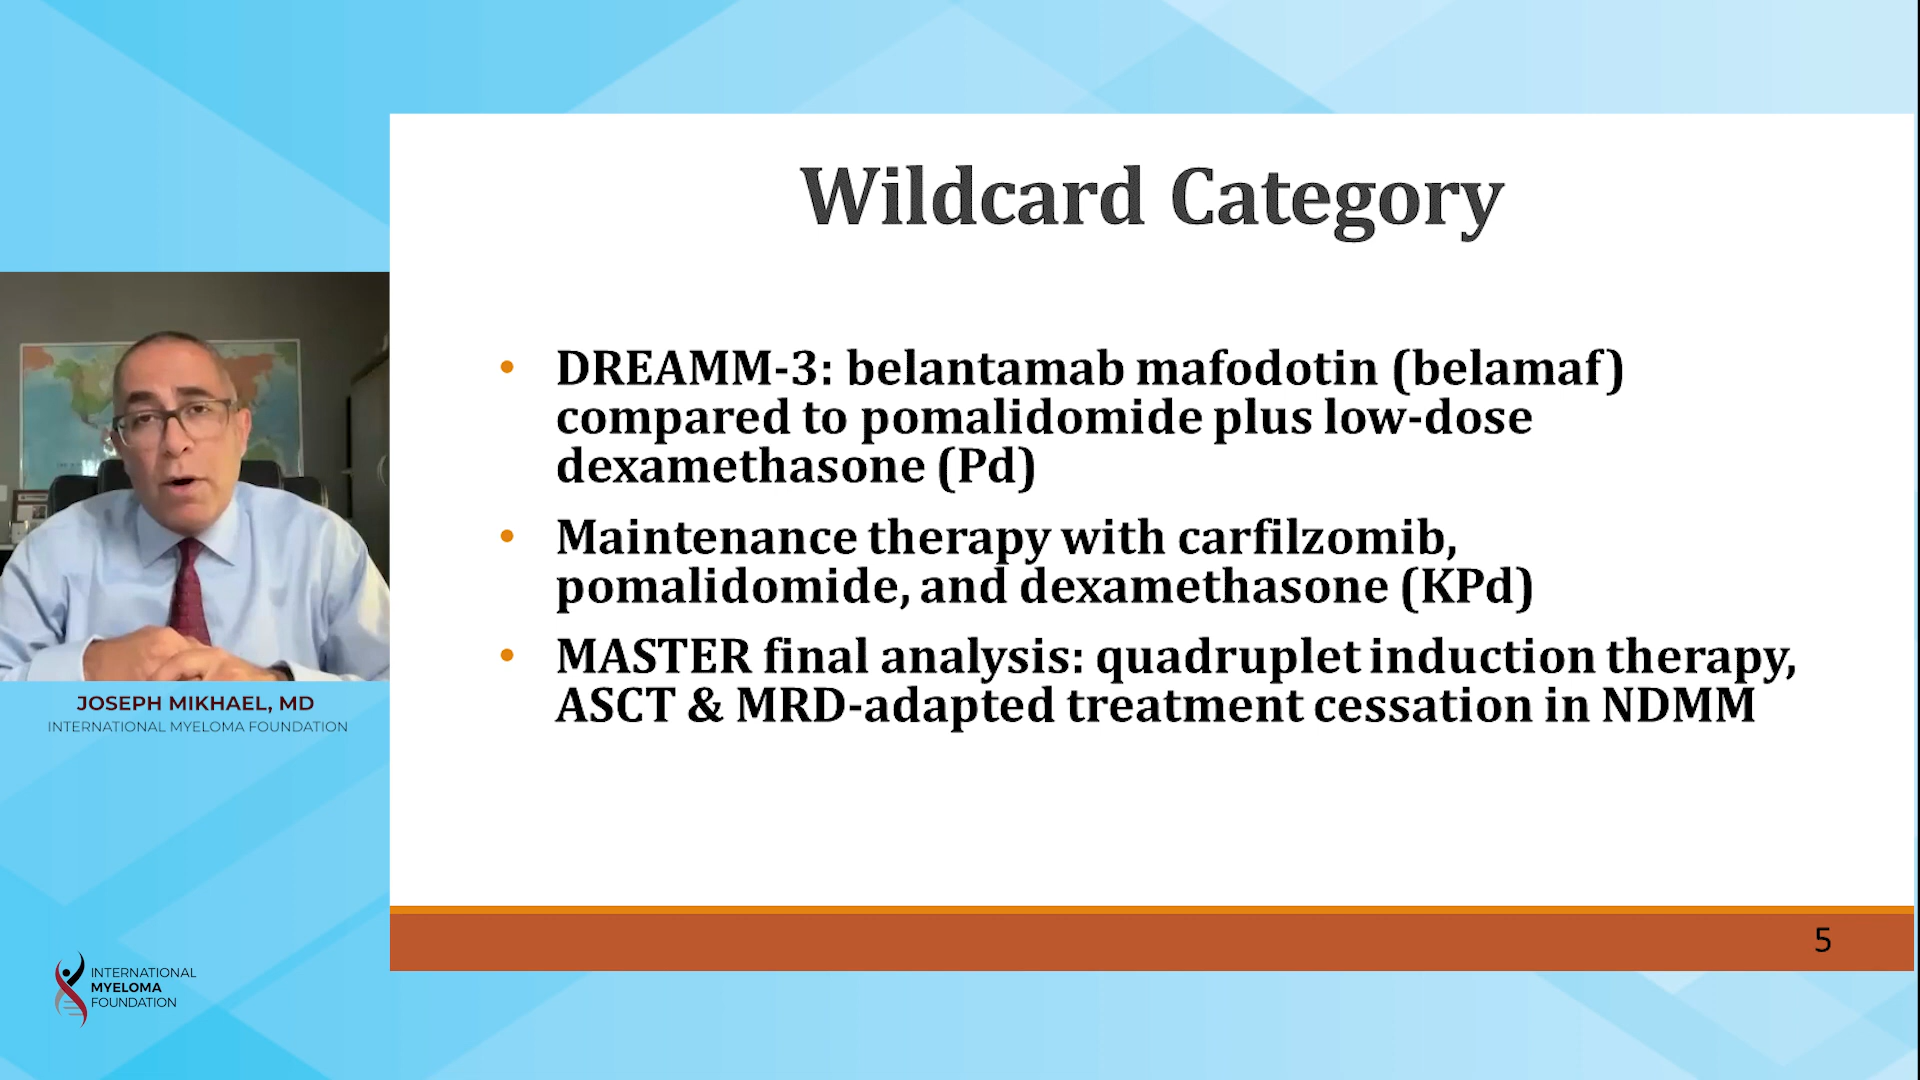 Wildcard Category
• DREAMM-3: belantamab mafodotin (belamaf)
compared to pomalidomide plus low-dose
dexamethasone (Pd)
• Maintenance therapy with carfilzomib,
pomalidomide, and dexamethasone (KPd)
• MASTER final analysis: quadruplet induction therapy,
ASCT & MRD-adapted treatment cessation in NDMM
5
JOSEPH MIKHAEL, MD
INTERNATIONAL MYELOMA FOUNDATION
INTERNATIONAL
MYELOMA
FOUNDATION